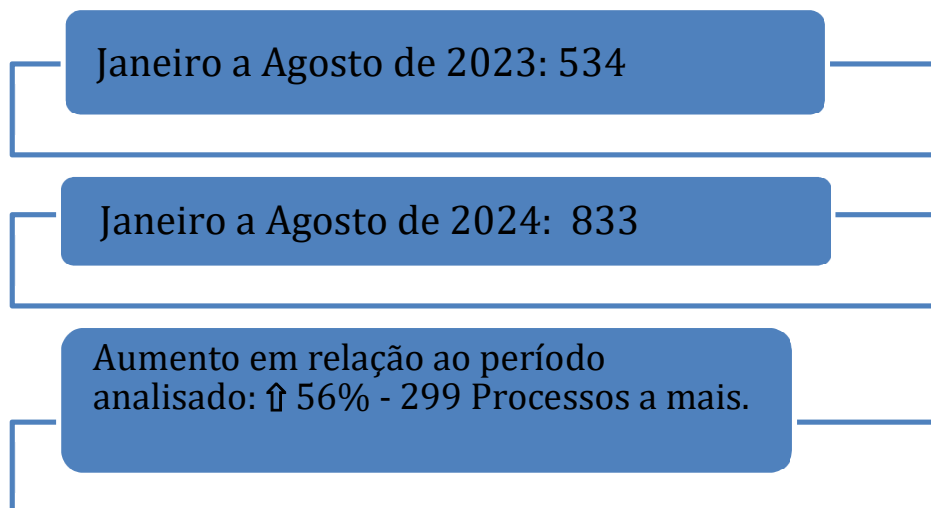 Janeiro a Agosto de 2023: 534
Janeiro a Agosto de 2024: 833
Aumento em relação ao período
analisado: ⇧ 56% - 299 Processos a mais.